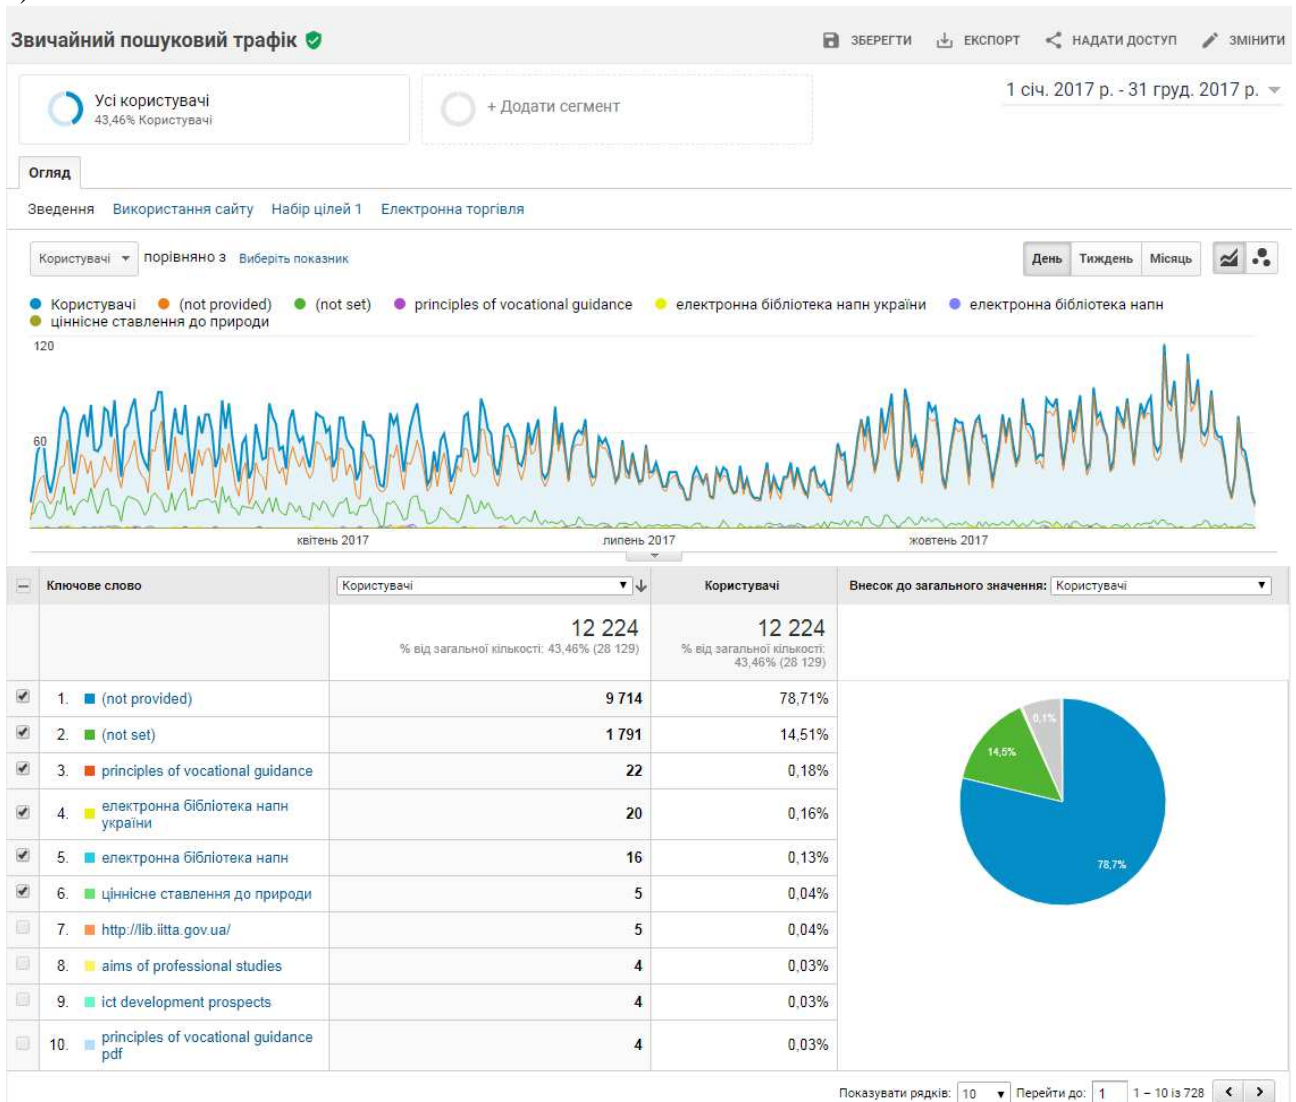 )
Звичайний пошуковий трафік
ЗБЕРЕГТИ ЕКСПОРТ НАДАТИ ДОСТУП ЗМІНИТИ
Усі користувачі
43,46% Користувачі
+ Додати сегмент
1 січ. 2017 р. - 31 груд. 2017 р.
Огляд
Зведення Використання сайту Набір цілей 1 Електронна торгівля
Користувачі порівняно з Виберіть показник
День Тиждень Місяць
Користувачі (not provided) (not set) principles of vocational guidance електронна бібліотека напн україни електронна бібліотека напн
ціннісне ставлення до природи
120
60
квітень 2017 липень 2017 жовтень 2017
Ключове слово Користувачі Користувачі Внесок до загального значення: Користувачі
12 224 12 224
% від загальної кількості: 43,46% (28 129) % від загальної кількості:
43,46% (28 129)
1. (not provided) 9 714 78,71%
2. (not set) 1 791 14,51%
3. principles of vocational guidance 22 0,18%
4. електронна бібліотека напн
україни 20 0,16%
5. електронна бібліотека напн 16 0,13%
6. ціннісне ставлення до природи 5 0,04%
7. http://lib.iitta.gov.ua/ 5 0,04%
8. aims of professional studies 4 0,03%
9. ict development prospects 4 0,03%
10. principles of vocational guidance
pdf 4 0,03%
14,5%
78,7%
Показувати рядків: 10 Перейти до: 1 1 – 10 із 728